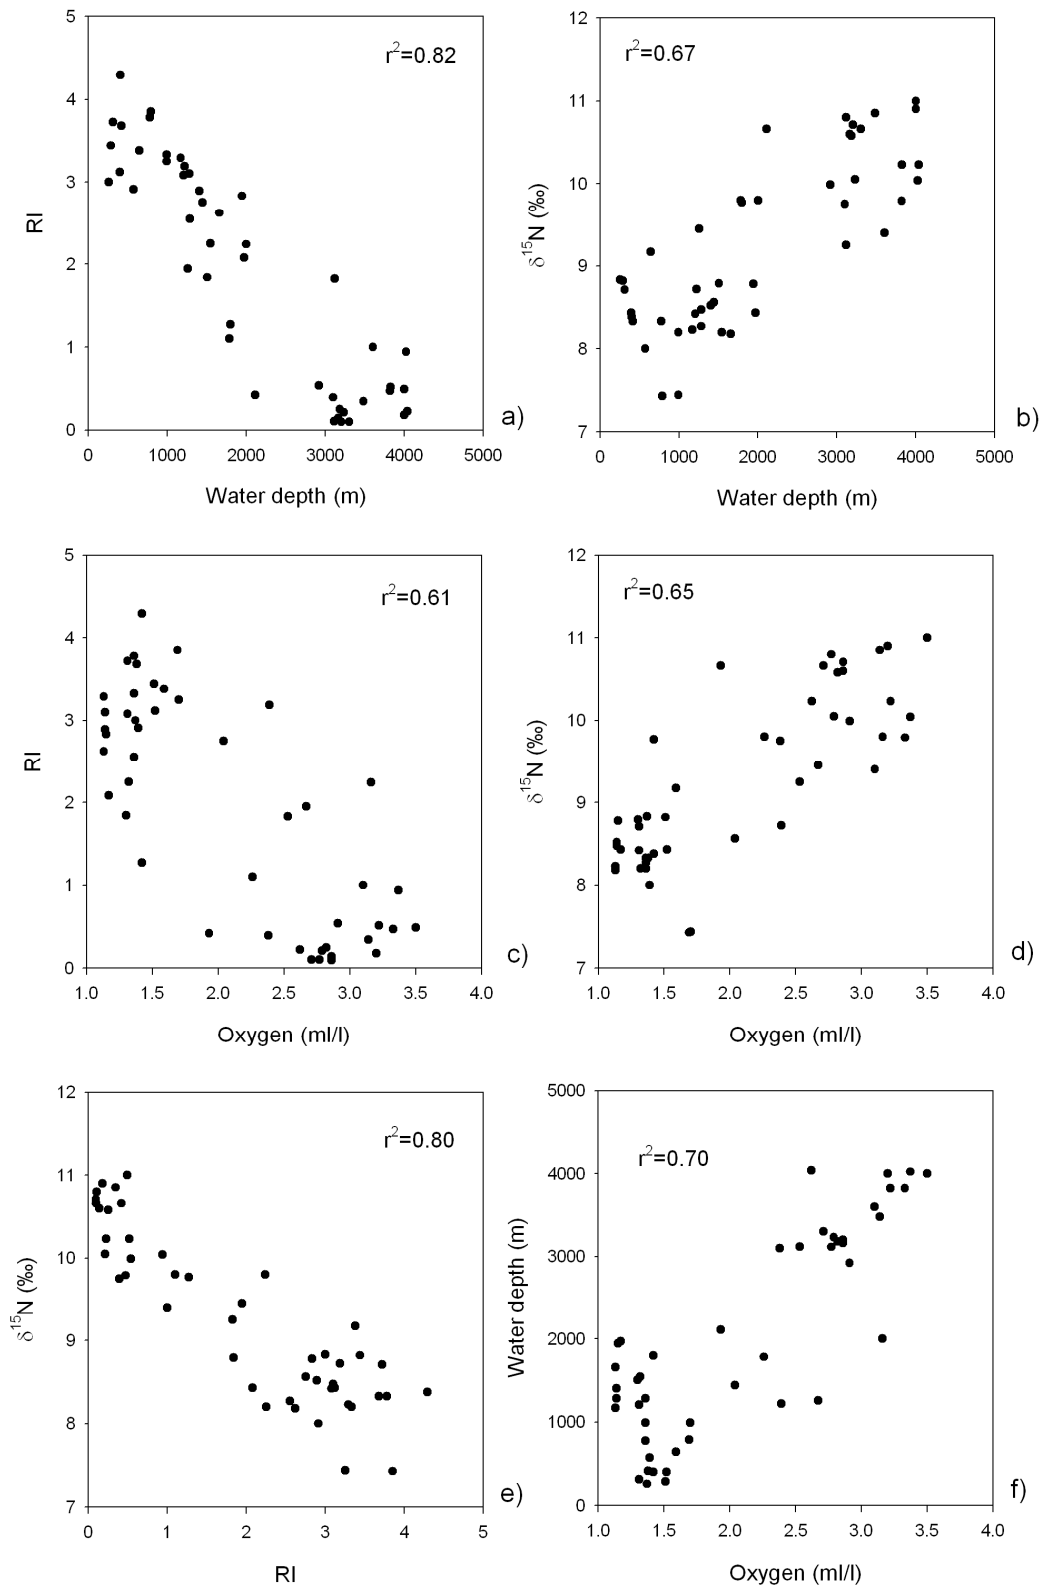 5
4
3
2
1
0
RI
r²=0.82
a)
0 1000 2000 3000 4000 5000
Water depth (m)
12
11
10
9
8
7
δ¹⁵N (‰)
r²=0.67
b)
0 1000 2000 3000 4000 5000
Water depth (m)
5
4
3
2
1
0
RI
r²=0.61
c)
1.0 1.5 2.0 2.5 3.0 3.5 4.0
Oxygen (ml/l)
12
11
10
9
8
7
δ¹⁵N (‰)
r²=0.65
d)
1.0 1.5 2.0 2.5 3.0 3.5 4.0
Oxygen (ml/l)
12
11
10
9
8
7
δ¹⁵N (‰)
r²=0.80
e)
0 1 2 3 4 5
RI
5000
4000
3000
2000
1000
0
Water depth (m)
r²=0.70
f)
1.0 1.5 2.0 2.5 3.0 3.5 4.0
Oxygen (ml/l)